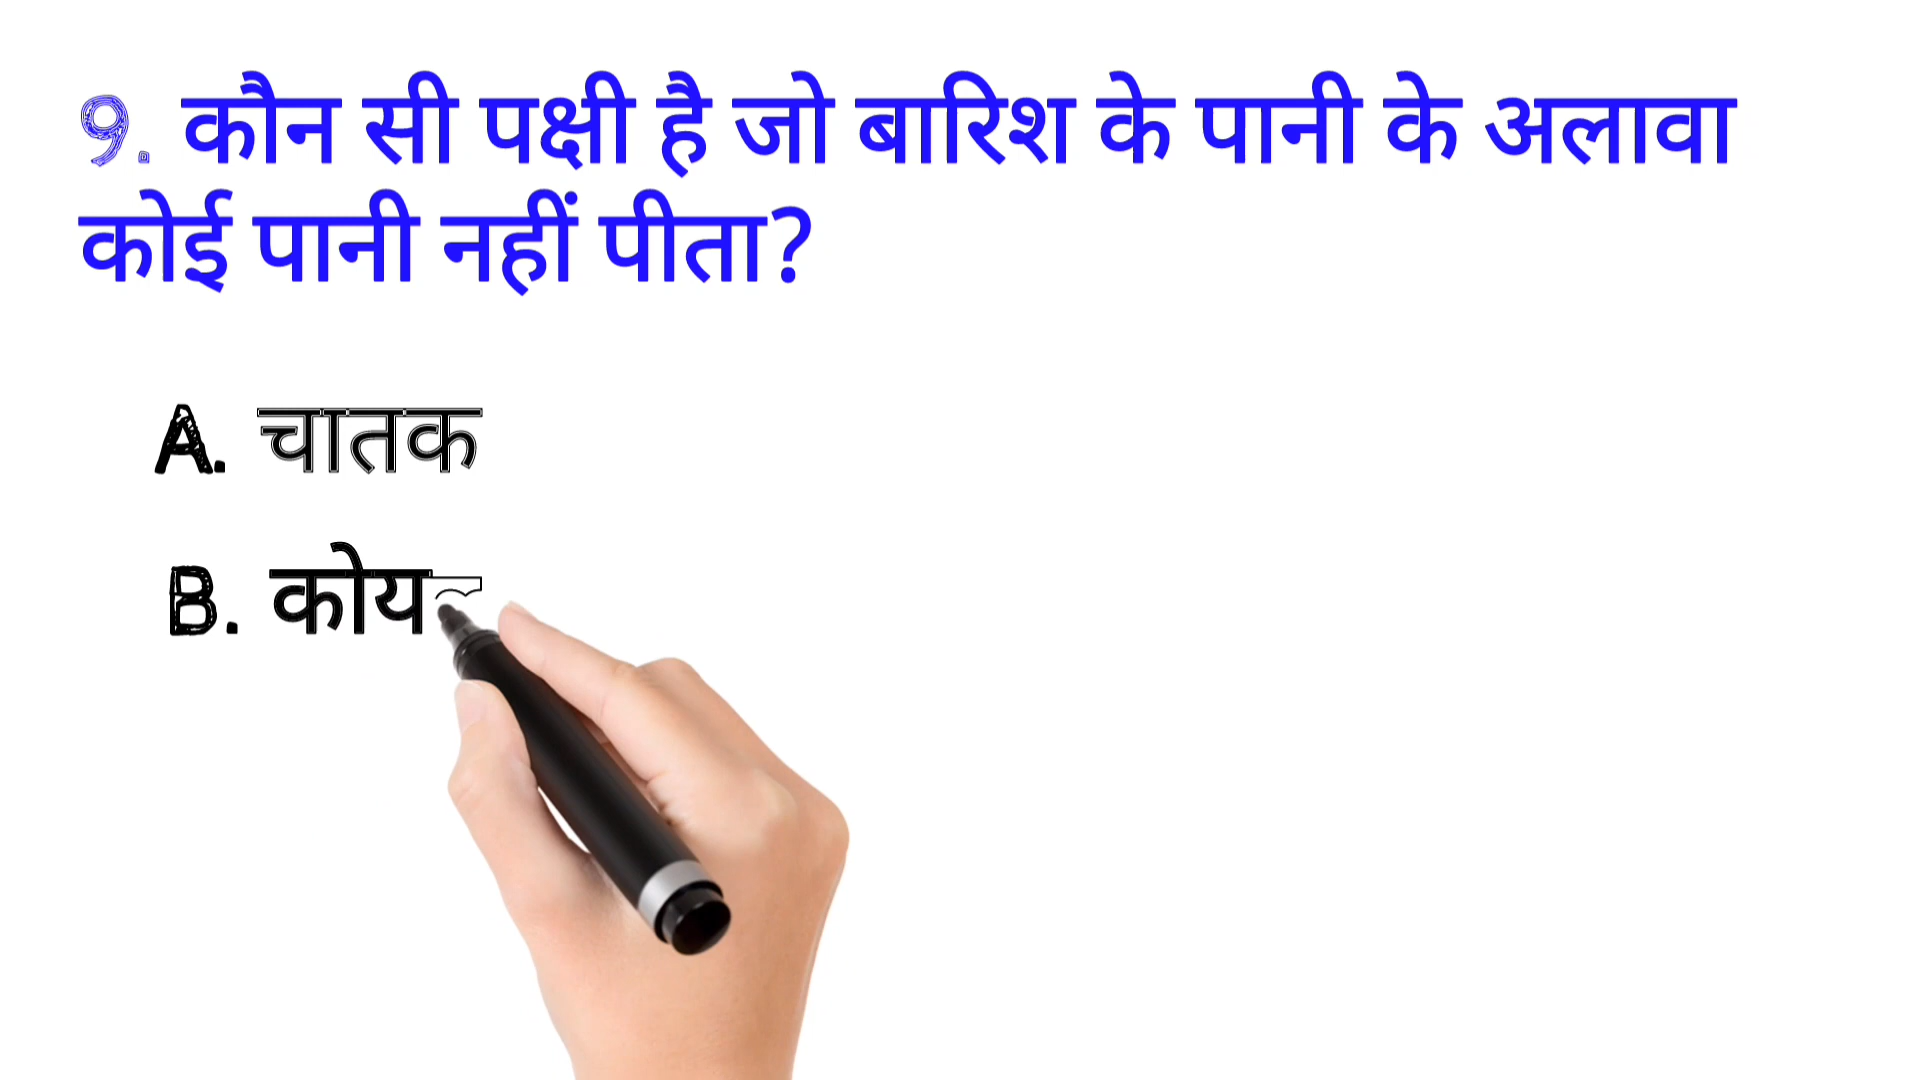 9. कौन सी पक्षी है जो बारिश के पानी के अलावा
कोई पानी नहीं पीता?
A. चातक
B. कोय